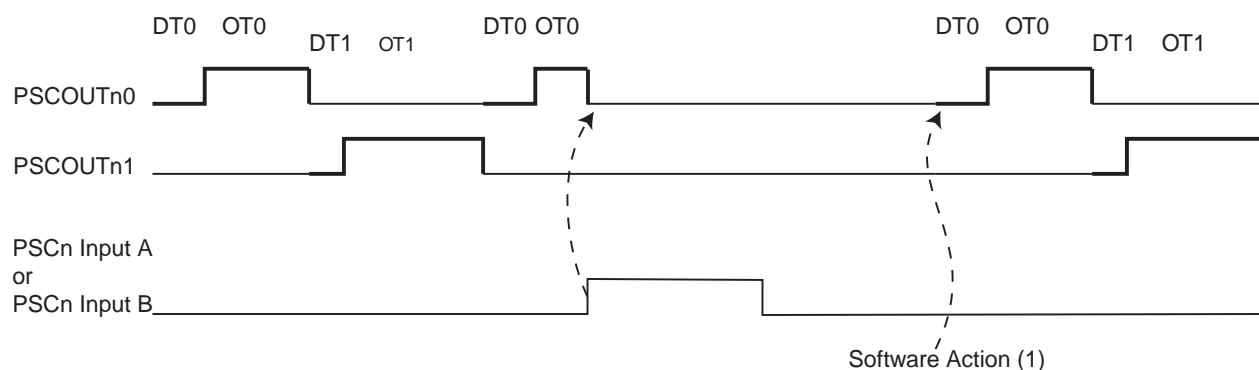 DT0 OT0 DT1 OT1 DT0 OT0 DT0 OT0 DT1 OT1
PSCOUTn0
PSCOUTn1
PSCn Input A
or
PSCn Input B
Software Action (1)